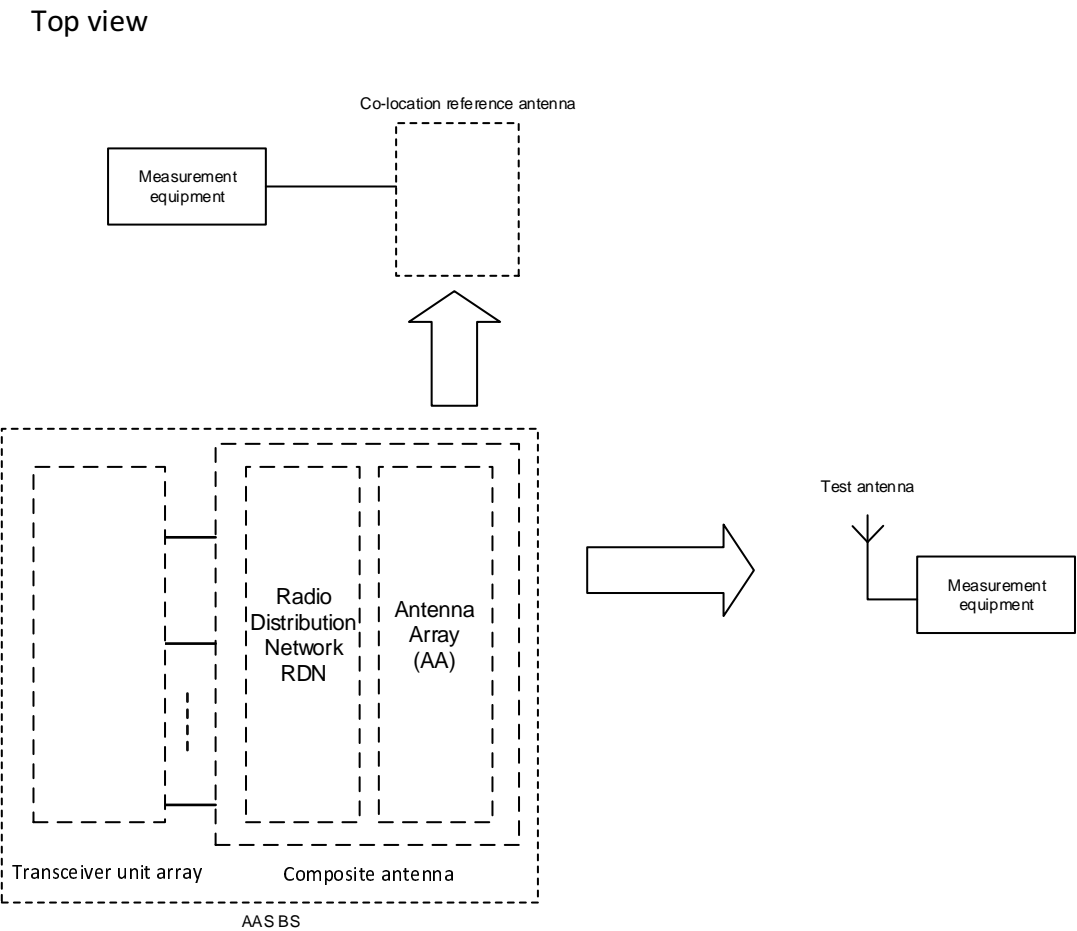 Top view
Co-location reference antenna
Measurement
equipment
Test antenna
Measurement
equipment
Radio
Distribution
Network
RDN
Antenna
Array
(AA)
Transceiver unit array
Composite antenna
AAS BS